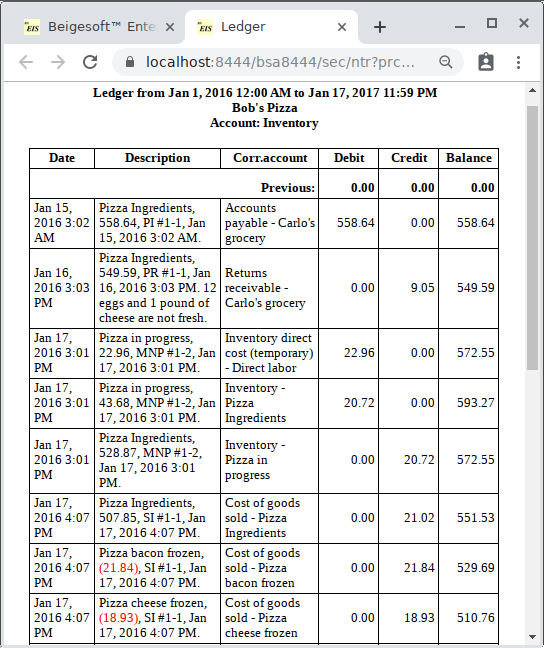 Beigesoft™ Ente
Ledger
localhost:8444/bsa8444/sec/ntr?prc...
Ledger from Jan 1, 2016 12:00 AM to Jan 17, 2017 11:59 PM
Bob's Pizza
Account: Inventory
Date Description Corr.account Debit Credit Balance
Previous: 0.00 0.00 0.00
Jan 15, Pizza Ingredients, Accounts
2016 3:02 558.64, PI #1-1, Jan payable - Carlo's 558.64 0.00 558.64
AM 15, 2016 3:02 AM. grocery
Pizza Ingredients,
Jan 16, 549.59, PR #1-1, Jan Returns
2016 3:03 16, 2016 3:03 PM. 12 receivable - 0.00 9.05 549.59
PM eggs and 1 pound of Carlo's grocery
cheese are not fresh.
Jan 17, Pizza in progress, Inventory direct
2016 3:01 22.96, MNP #1-2, Jan cost (temporary) 22.96 0.00 572.55
PM 17, 2016 3:01 PM. - Direct labor
Jan 17, Pizza in progress, Inventory -
2016 3:01 43.68, MNP #1-2, Jan Pizza 20.72 0.00 593.27
PM 17, 2016 3:01 PM. Ingredients
Pizza Ingredients,
Jan 17, 528.87, MNP #1-2, Inventory -
2016 3:01 Jan 17, 2016 3:01 Pizza in 0.00 20.72 572.55
PM PM. progress
Jan 17, Pizza Ingredients, Cost of goods
2016 4:07 507.85, SI #1-1, Jan sold - Pizza 0.00 21.02 551.53
PM 17, 2016 4:07 PM. Ingredients
Jan 17, Pizza bacon frozen, Cost of goods
2016 4:07 (21.84), SI #1-1, Jan sold - Pizza 0.00 21.84 529.69
PM 17, 2016 4:07 PM. bacon frozen
Jan 17, Pizza cheese frozen, Cost of goods
2016 4:07 (18.93), SI #1-1, Jan sold - Pizza 0.00 18.93 510.76
PM 17, 2016 4:07 PM. cheese frozen